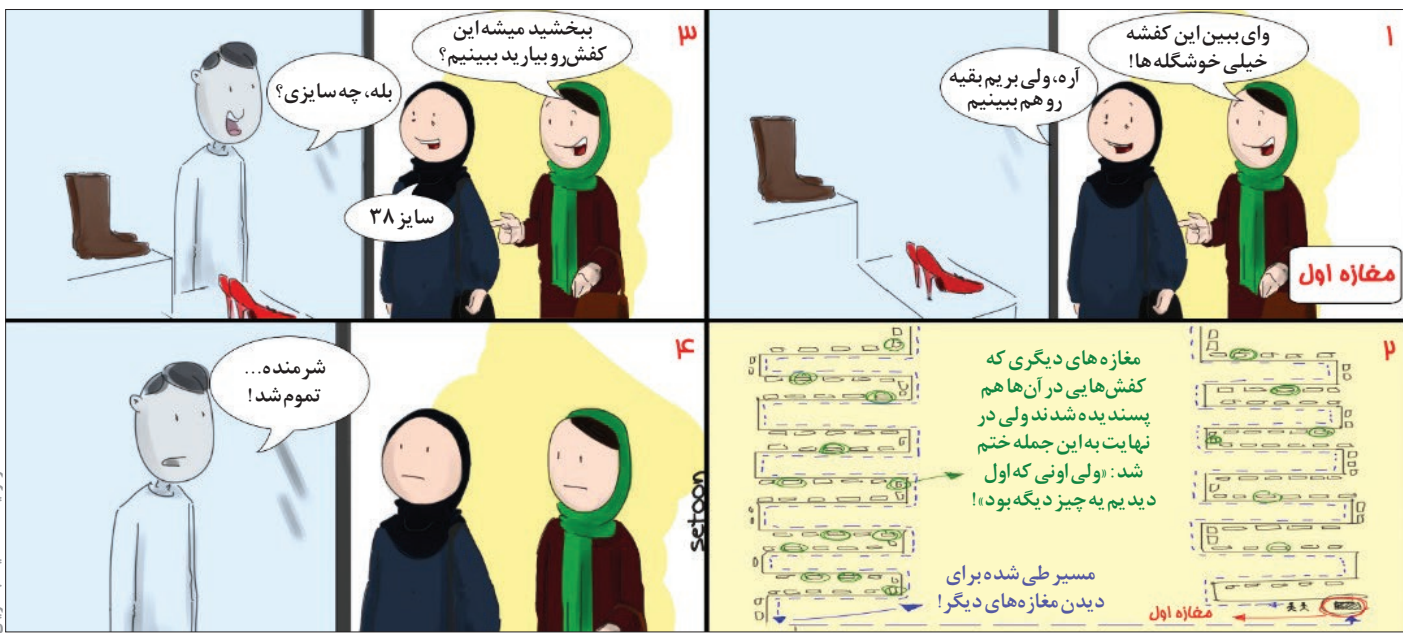 ۱
وای ببین این کفشه
خیلی خوشگله ها!
آره، ولی بریم بقیه
رو هم ببینیم
مغازه اول
۲
مغازه های دیگری که
کفش هایی در آن ها هم
پسندیده شدند ولی در
نهایت به این جمله ختم
شد: «ولی اونی که اول
دیدیم یه چیز دیگه بود»!
مسیر طی شده برای
دیدن مغازه های دیگر!
مغازه اول
۳
ببخشید میشه این
کفش رو بیارید ببینیم؟
بله، چه سایزی؟
سایز ۳۸
۴
شرمنده...
تموم شد!
setoon